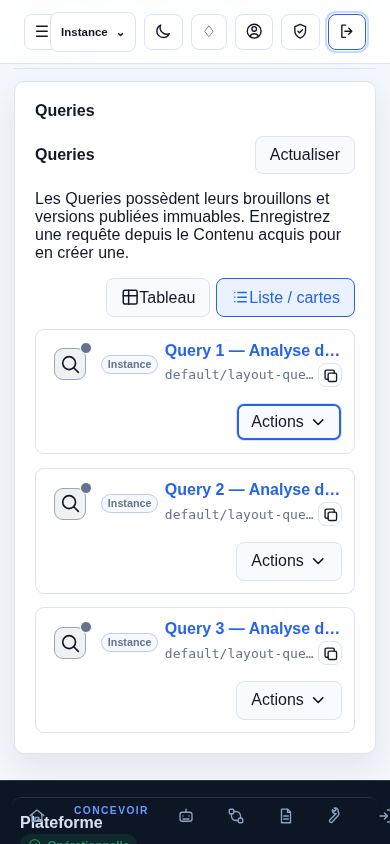 Instance
Queries
Queries
Actualiser
Les Queries possèdent leurs brouillons et
versions publiées immuables. Enregistrez
une requête depuis le Contenu acquis pour
en créer une.
Tableau
Liste / cartes
Instance
Query 1 — Analyse d…
default/layout-que…
Actions
Instance
Query 2 — Analyse d…
default/layout-que…
Actions
Instance
Query 3 — Analyse d…
default/layout-que…
Actions
CONCEVOIR
Plateforme
Opérationnelle